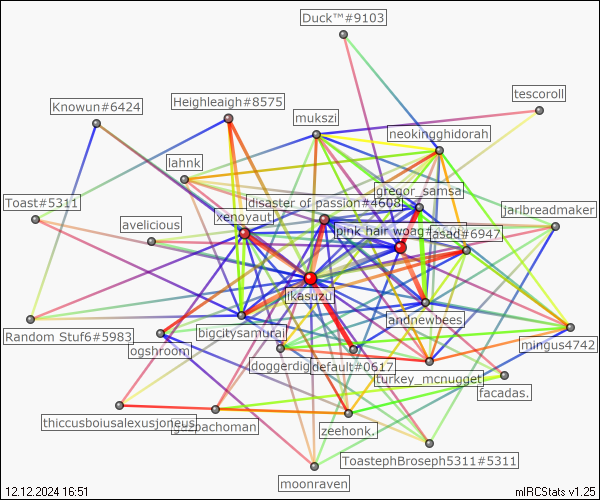 Duck™#9103
tescoroll
Knowun#6424
Heighleaigh#8575
mukszi
neokingghidorah
lahnk
gregor_samsa
Toast#5311
disaster of passion#4608
jarlbreadmaker
xenoyaut
avelicious
pink hair woag#
asad#6947
ikasuzu
Random Stuf6#5983
bigcitysamurai
andnewbees
mingus4742
ogshroom
doggerdig
default#0617
turkey_mcnugget
facadas.
thiccusboiusalexusjoneus
gazpachoman
zeehonk.
ToastephBroseph5311#5311
moonraven
12.12.2024 16:51
mIRCStats v1.25